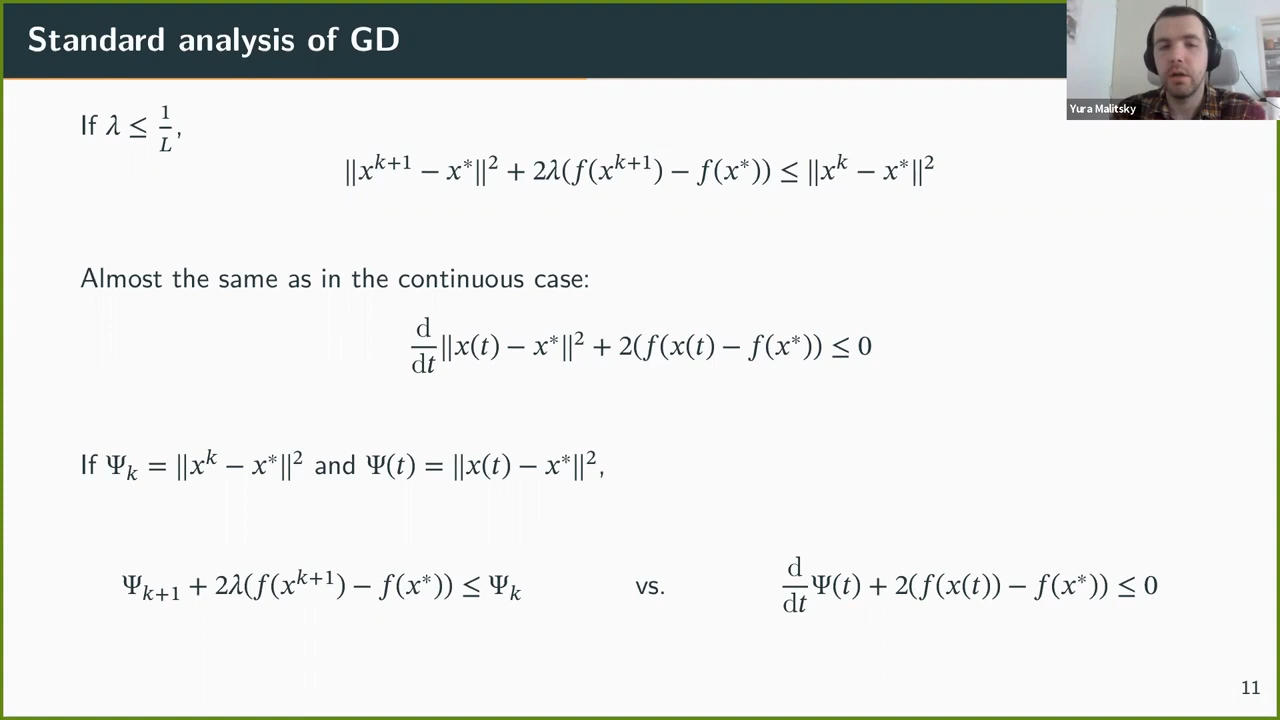 Standard analysis of GD
Yura Malitsky
If λ ≤ 1/L,
‖x^{k+1} − x*‖² + 2λ(f(x^{k+1}) − f(x*)) ≤ ‖x^k − x*‖²
Almost the same as in the continuous case:
d/dt ‖x(t) − x*‖² + 2(f(x(t) − f(x*)) ≤ 0
If Ψ_k = ‖x^k − x*‖² and Ψ(t) = ‖x(t) − x*‖²,
Ψ_{k+1} + 2λ(f(x^{k+1}) − f(x*)) ≤ Ψ_k vs. d/dt Ψ(t) + 2(f(x(t)) − f(x*)) ≤ 0
11